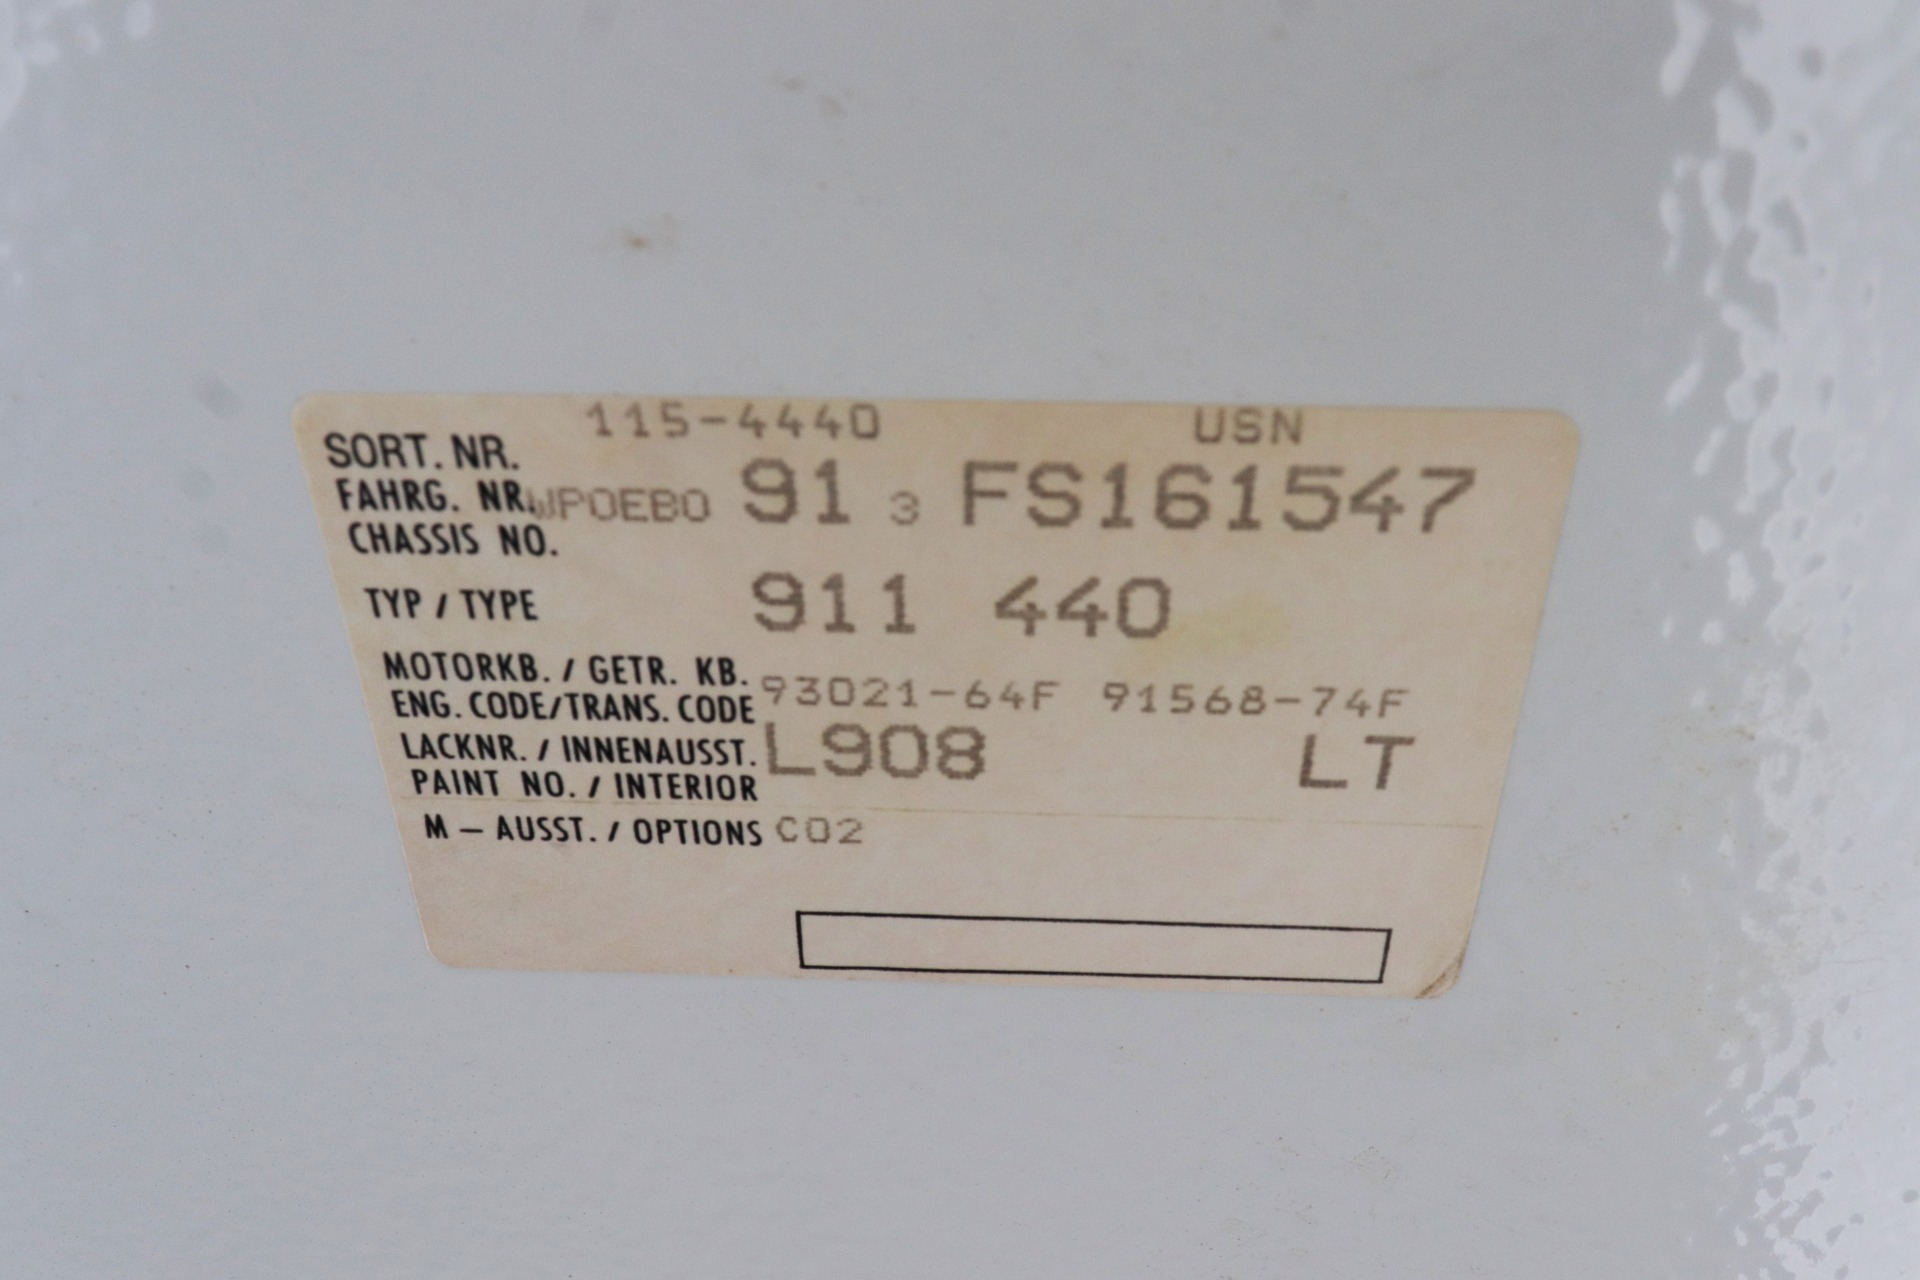 115-4440 USN
SORT. NR.
FAHRG. NR. WP0EB0 91 3 FS161547
CHASSIS NO.
TYP / TYPE 911 440
MOTORKB. / GETR. KB.
ENG. CODE/TRANS. CODE 93021-64F 91568-74F
LACKNR. / INNENAUSST. L908 LT
PAINT NO. / INTERIOR
M – AUSST. / OPTIONS C02